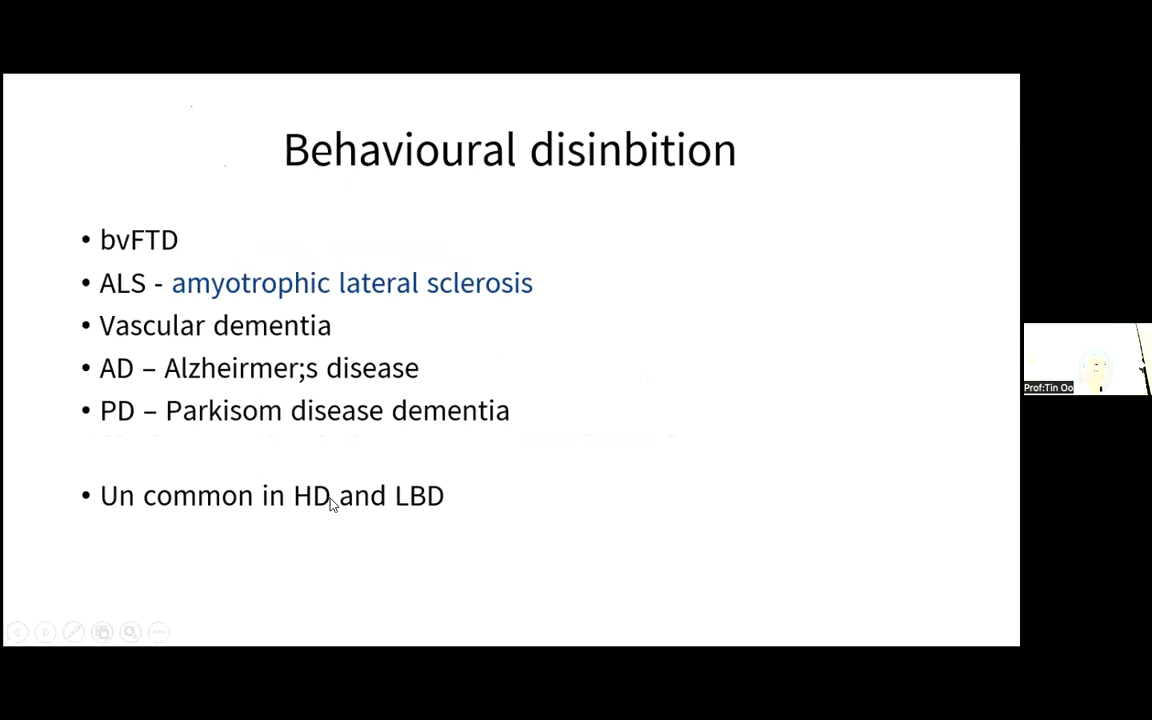 Behavioural disinbition
• bvFTD
• ALS - amyotrophic lateral sclerosis
• Vascular dementia
• AD – Alzheirmer;s disease
• PD – Parkisom disease dementia
• Un common in HD and LBD
Prof:Tin Oo